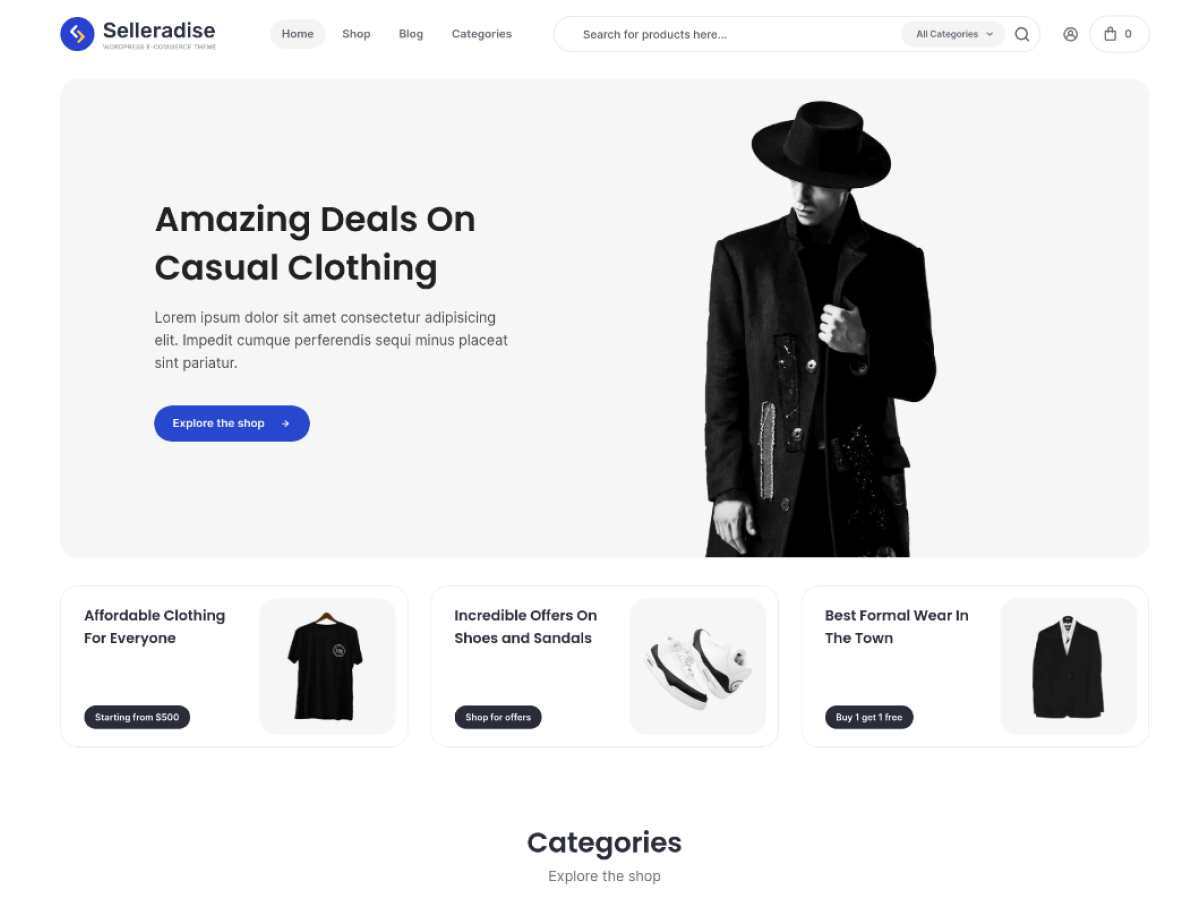 Selleradise
WORDPRESS E-COMMERCE THEME
Home
Shop
Blog
Categories
Search for products here...
All Categories
0
Amazing Deals On
Casual Clothing
Lorem ipsum dolor sit amet consectetur adipisicing
elit. Impedit cumque perferendis sequi minus placeat
sint pariatur.
Explore the shop
Affordable Clothing
For Everyone
Starting from $500
Incredible Offers On
Shoes and Sandals
Shop for offers
Best Formal Wear In
The Town
Buy 1 get 1 free
Categories
Explore the shop